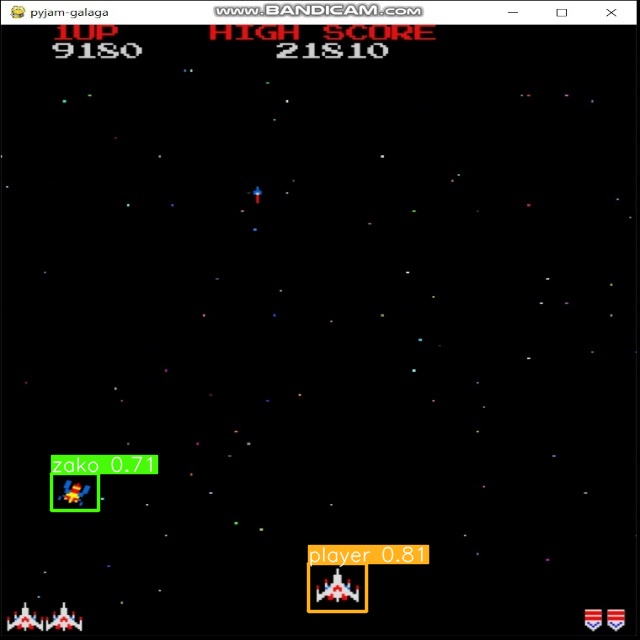 pyjam-galaga
www.BANDICAM.com
1UP HIGH SCORE
9180 21810
zako 0.71
player 0.81